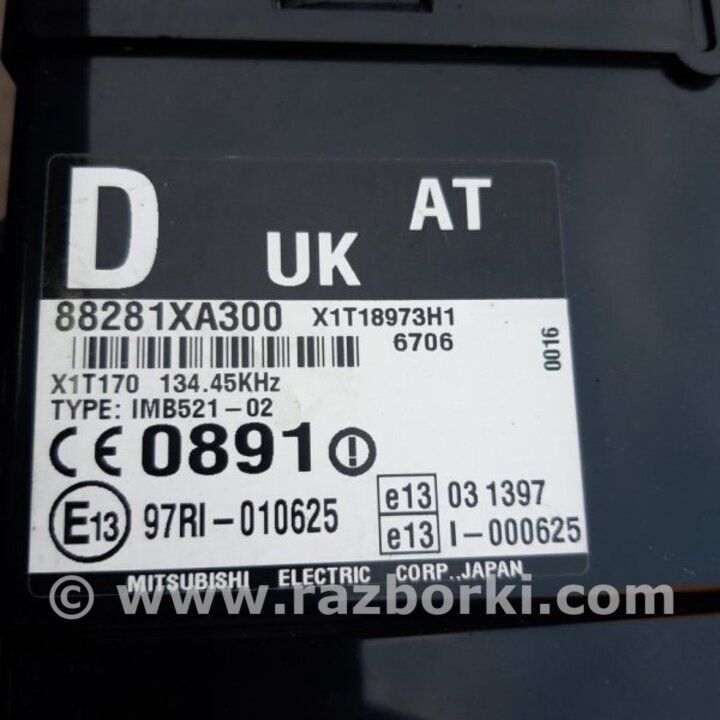 D UK AT
88281XA300 X1T18973H1
6706
0016
X1T170 134.45KHz
TYPE: IMB521-02
CE 0891
E13 97RI-010625
e13 03 1397
e13 I-000625
MITSUBISHI ELECTRIC CORP., JAPAN
© www.razborki.com